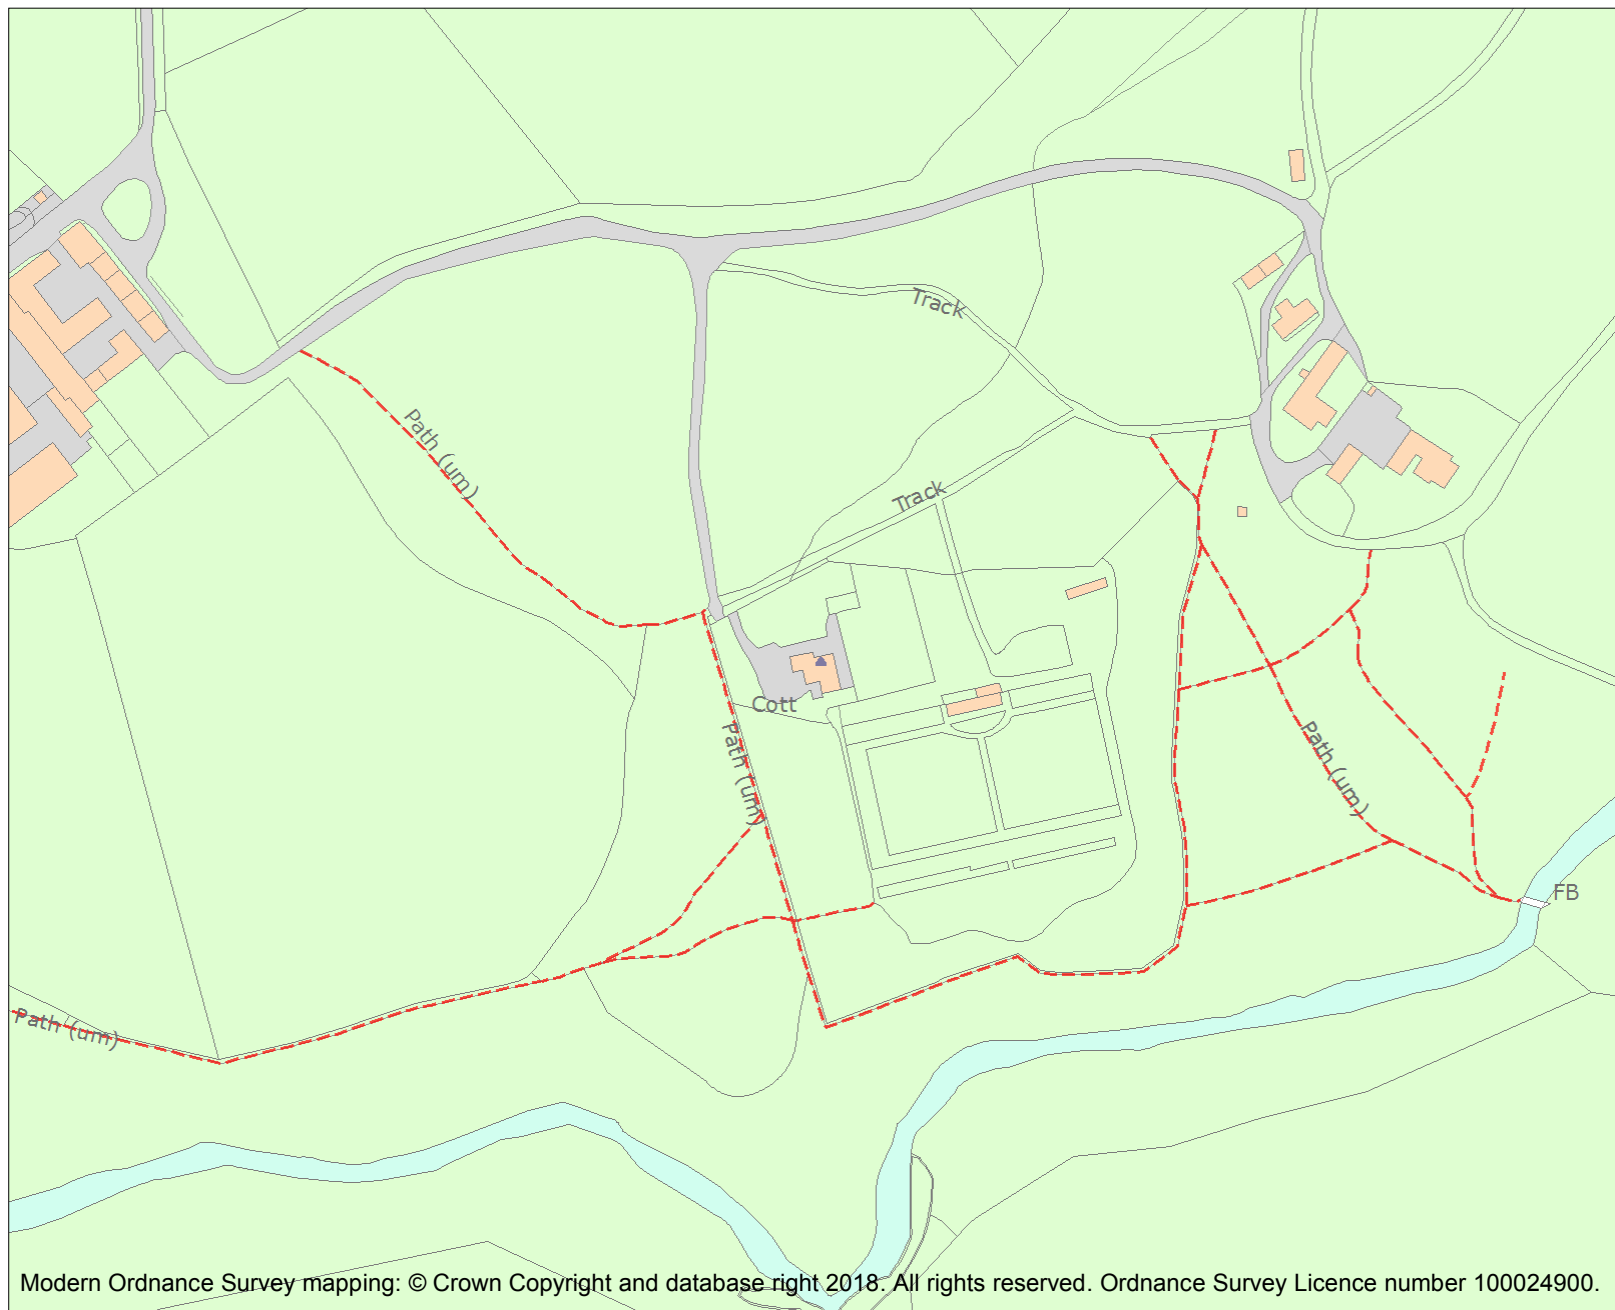 Track
Path (um)
Track
Cott
Path (um)
Path (um)
FB
Path (um)
Modern Ordnance Survey mapping: © Crown Copyright and database right 2018. All rights reserved. Ordnance Survey Licence number 100024900.